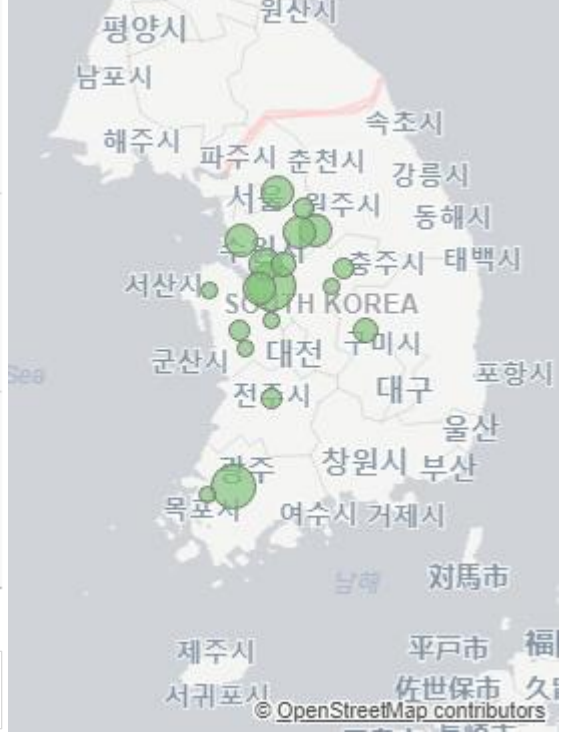 원산시
평양시
남포시
속초시
해주시
파주시 춘천시
강릉시
서울
원주시
동해시
수원시
태백시
충주시
서산시
SOUTH KOREA
대전
구미시
군산시
Sea
포항시
대구
전주시
울산
창원시
부산
광주
목포시
여수시
거제시
남해
対馬市
제주시
平戸市
서귀포시
佐世保市
© OpenStreetMap contributors